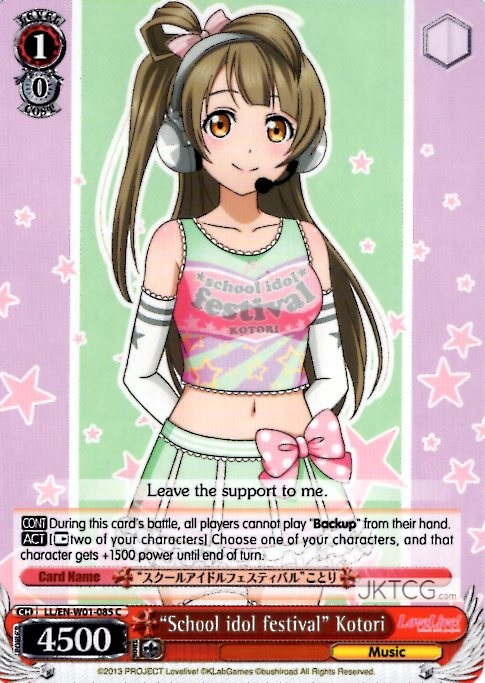 LEVEL
1
0
COST
school idol
festival
KOTORI
Leave the support to me.
CONT During this card's battle, all players cannot play "Backup" from their hand.
ACT [two of your characters] Choose one of your characters, and that
character gets +1500 power until end of turn.
Card Name "スクールアイドルフェスティバル"ことり
JKTCG.com
CH LL/EN-W01-085 C
POWER 4500 SOUL "School idol festival" Kotori LoveLive!
Music
©2013 PROJECT Lovelive! ©KLabGames ©bushiroad All Rights Reserved.